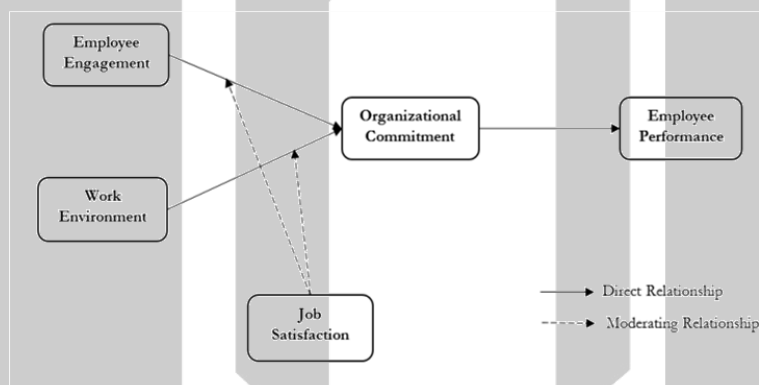 Employee
Engagement
Organizational
Commitment
Employee
Performance
Work
Environment
Job
Satisfaction
Direct Relationship
Moderating Relationship